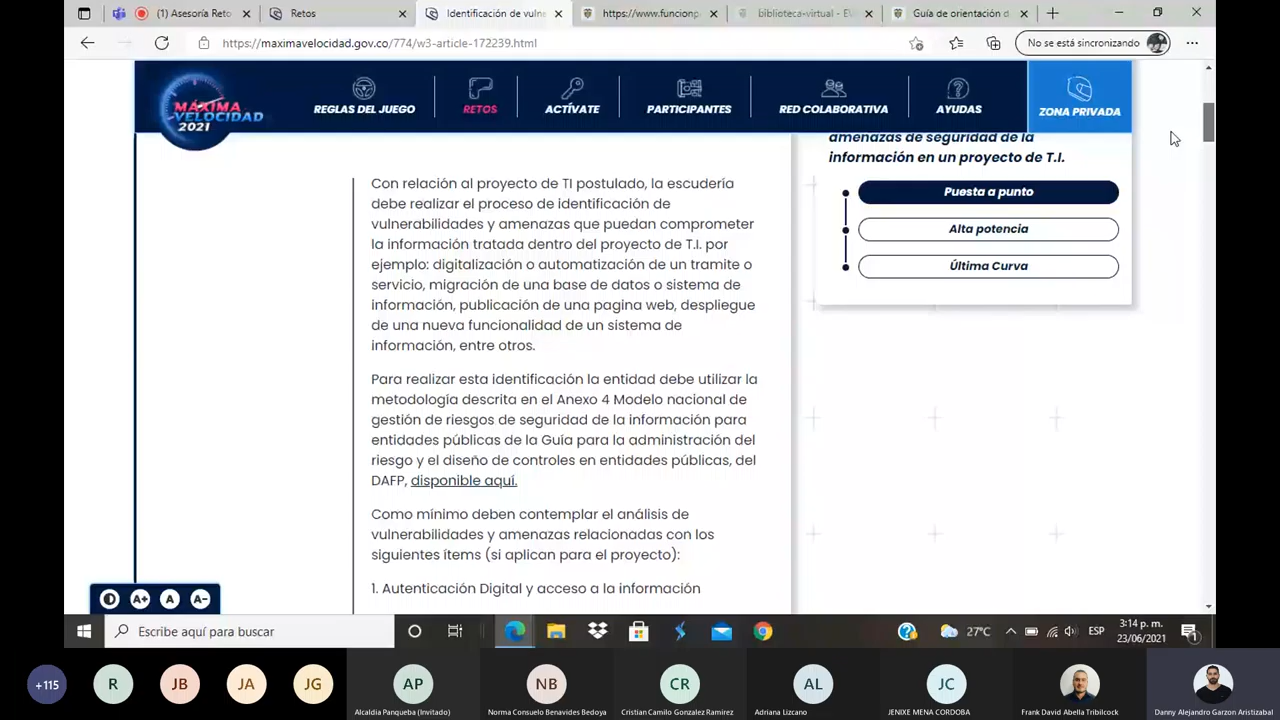 (1) Asesoría Reto
Retos
Identificación de vulne
https://www.funcionp
biblioteca-virtual - EV
Guía de orientación d
https://maximavelocidad.gov.co/774/w3-article-172239.html
No se está sincronizando
MÁXIMA
VELOCIDAD
2021
REGLAS DEL JUEGO
RETOS
ACTÍVATE
PARTICIPANTES
RED COLABORATIVA
AYUDAS
ZONA PRIVADA
amenazas de seguridad de la
información en un proyecto de T.I.
Puesta a punto
Alta potencia
Última Curva
Con relación al proyecto de TI postulado, la escudería
debe realizar el proceso de identificación de
vulnerabilidades y amenazas que puedan comprometer
la información tratada dentro del proyecto de T.I. por
ejemplo: digitalización o automatización de un tramite o
servicio, migración de una base de datos o sistema de
información, publicación de una pagina web, despliegue
de una nueva funcionalidad de un sistema de
información, entre otros.
Para realizar esta identificación la entidad debe utilizar la
metodología descrita en el Anexo 4 Modelo nacional de
gestión de riesgos de seguridad de la información para
entidades públicas de la Guía para la administración del
riesgo y el diseño de controles en entidades públicas, del
DAFP, disponible aquí.
Como mínimo deben contemplar el análisis de
vulnerabilidades y amenazas relacionadas con los
siguientes ítems (si aplican para el proyecto):
1. Autenticación Digital y acceso a la información
A+ A A-
Escribe aquí para buscar
27°C
ESP
3:14 p. m.
23/06/2021
1
+115
R
JB
JA
JG
AP
NB
CR
AL
JC
Alcaldia Panqueba (Invitado)
Norma Consuelo Benavides Bedoya
Cristian Camilo Gonzalez Ramirez
Adriana Lizcano
JENIXE MENA CORDOBA
Frank David Abella Tribilcock
Danny Alejandro Garzon Aristizabal